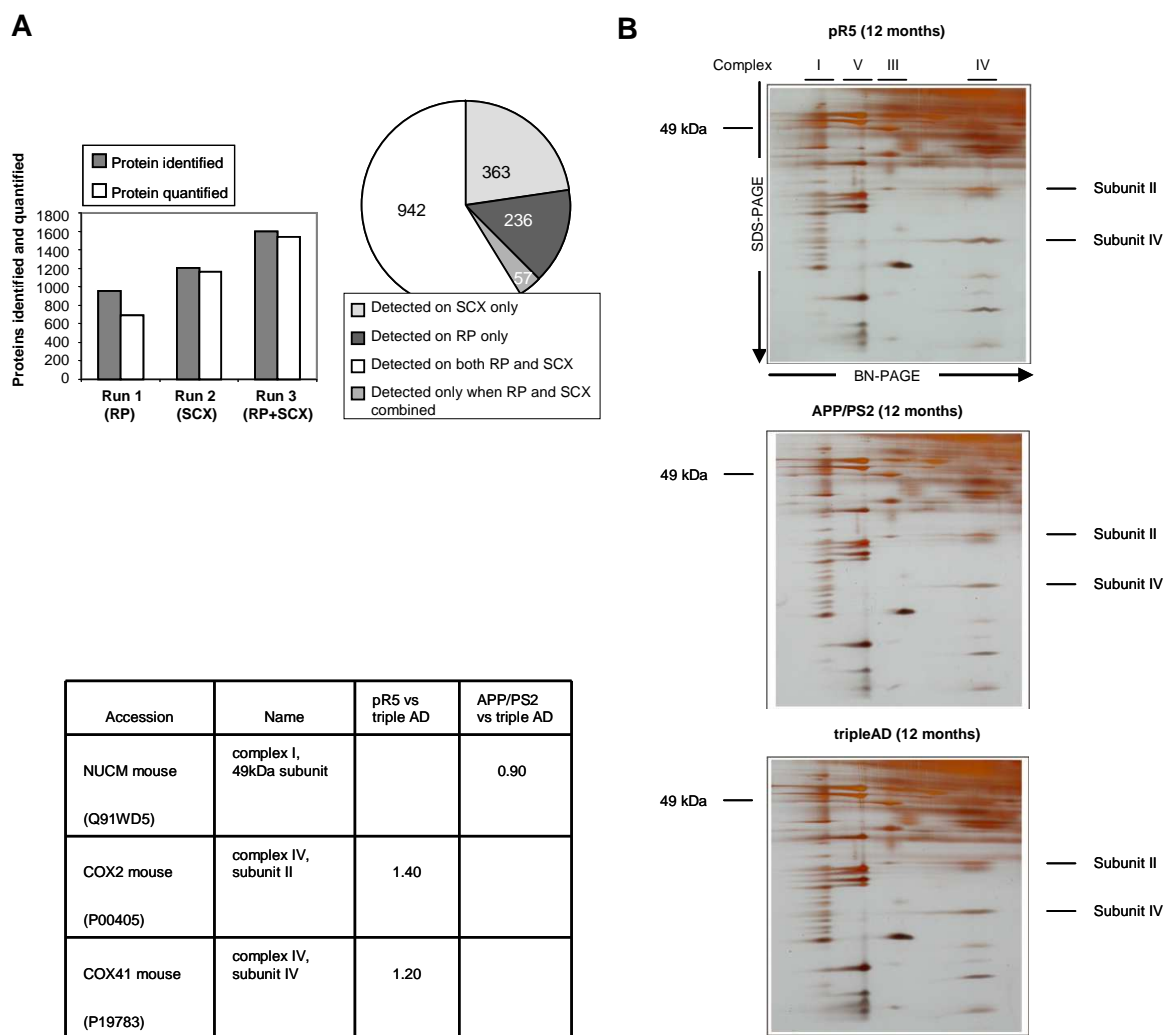 A
Protein identified
Protein quantified
Proteins identified and quantified
1800
1600
1400
1200
1000
800
600
400
200
0
Run 1
(RP)
Run 2
(SCX)
Run 3
(RP+SCX)
363
236
57
942
Detected on SCX only
Detected on RP only
Detected on both RP and SCX
Detected only when RP and SCX
combined
Accession
Name
pR5 vs
triple AD
APP/PS2
vs triple AD
NUCM mouse
(Q91WD5)
complex I,
49kDa subunit
0.90
COX2 mouse
(P00405)
complex IV,
subunit II
1.40
COX41 mouse
(P19783)
complex IV,
subunit IV
1.20
B
pR5 (12 months)
Complex
I
V
III
IV
49 kDa
SDS-PAGE
BN-PAGE
Subunit II
Subunit IV
APP/PS2 (12 months)
49 kDa
Subunit II
Subunit IV
tripleAD (12 months)
49 kDa
Subunit II
Subunit IV